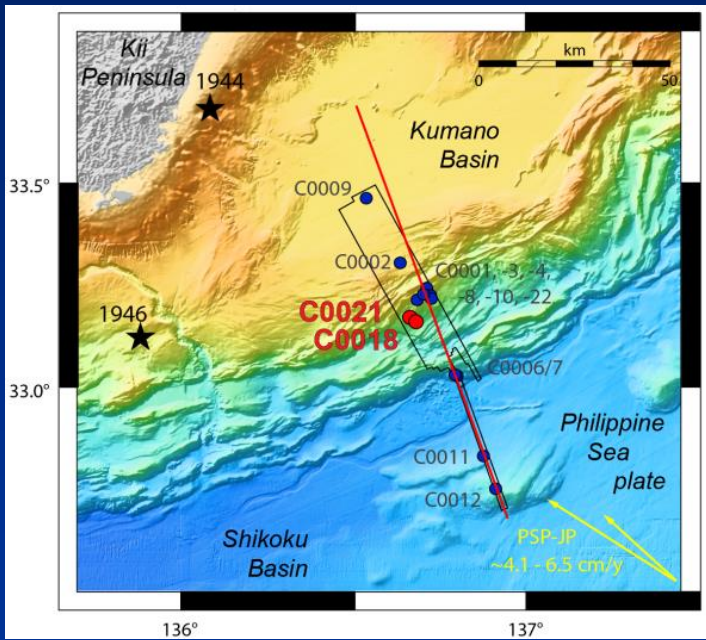 Kii
Peninsula
1944
km
0
50
Kumano
Basin
33.5°
C0009
C0002
C0001, -3, -4,
-8, -10, -22
C0021
C0018
1946
C0006/7
33.0°
Philippine
Sea
plate
C0011
C0012
PSP-JP
~4.1 - 6.5 cm/y
Shikoku
Basin
136°
137°